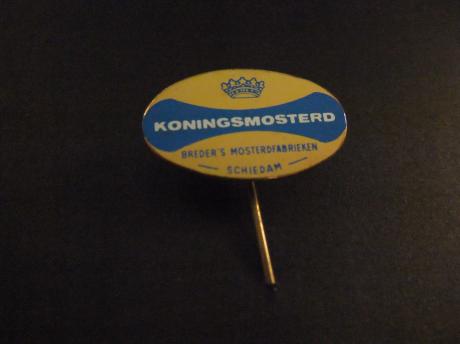 KONINGSMOSTERD
BREDER'S MOSTERDFABRIEKEN
— SCHIEDAM —